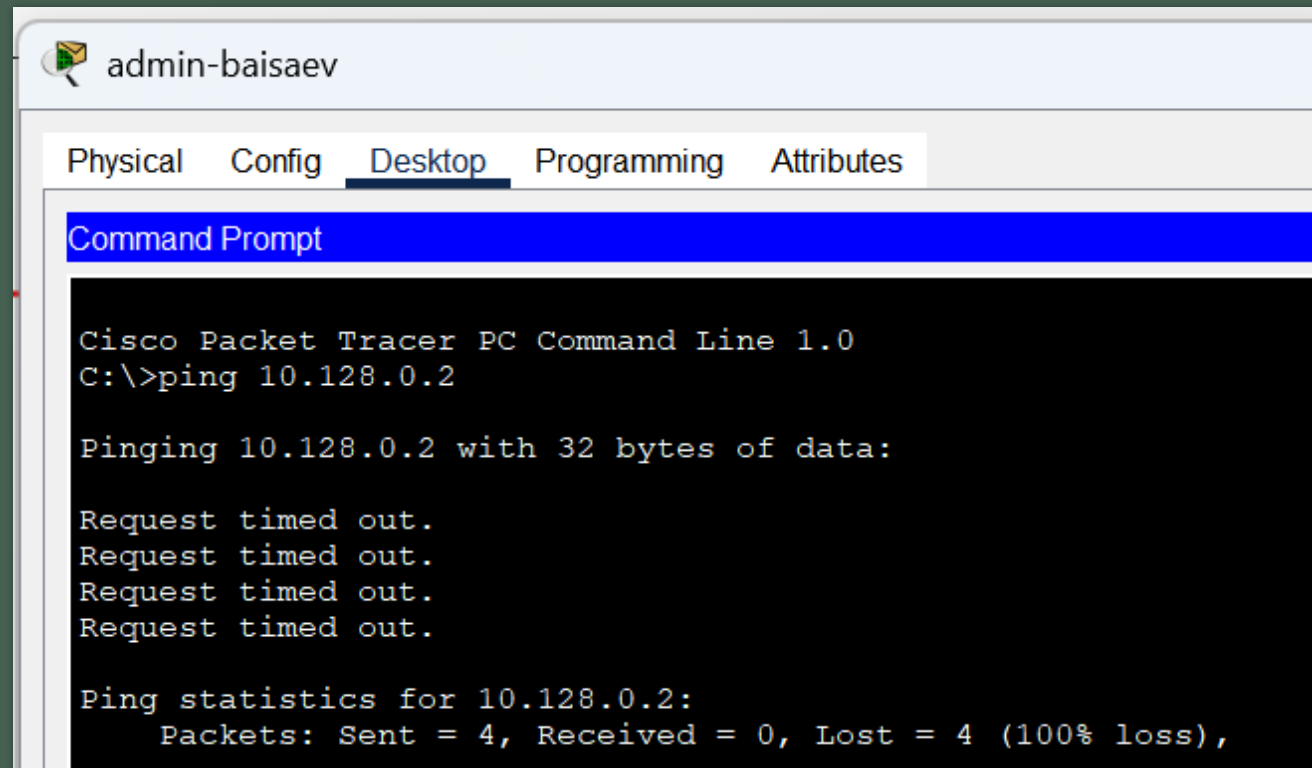 admin-baisaev
Physical Config Desktop Programming Attributes
Command Prompt
Cisco Packet Tracer PC Command Line 1.0
C:\>ping 10.128.0.2
Pinging 10.128.0.2 with 32 bytes of data:
Request timed out.
Request timed out.
Request timed out.
Request timed out.
Ping statistics for 10.128.0.2:
Packets: Sent = 4, Received = 0, Lost = 4 (100% loss),